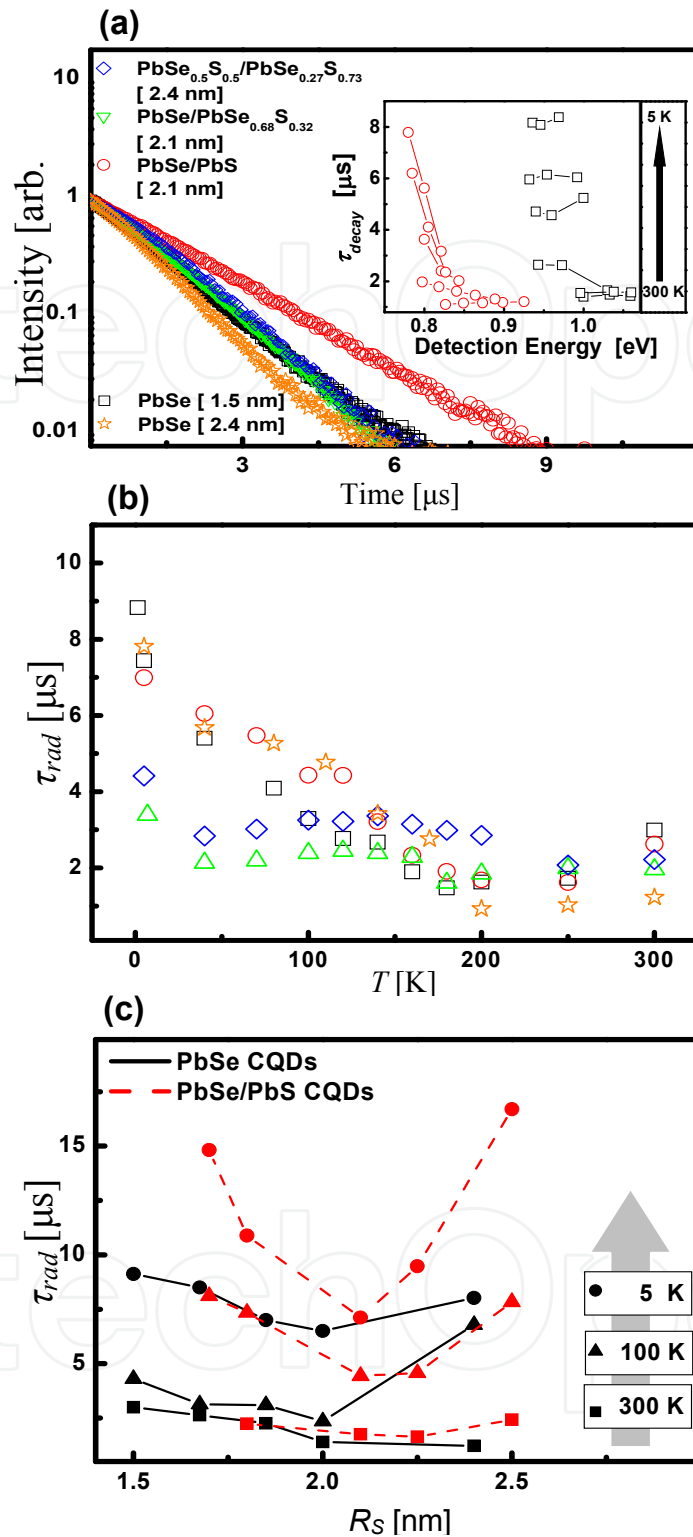 (a)
10
1
0.1
0.01
Intensity [arb.
3
6
9
Time [μs]
PbSe0.5S0.5/PbSe0.27S0.73
[ 2.4 nm]
PbSe/PbSe0.68S0.32
[ 2.1 nm]
PbSe/PbS
[ 2.1 nm]
PbSe [ 1.5 nm]
PbSe [ 2.4 nm]
τdecay [μs]
8
6
4
2
0.8
0.9
1.0
Detection Energy [eV]
5 K
300 K
(b)
τrad [μs]
10
8
6
4
2
0
100
200
300
T [K]
(c)
PbSe CQDs
PbSe/PbS CQDs
τrad [μs]
15
10
5
1.5
2.0
2.5
RS [nm]
5 K
100 K
300 K
techOp
techOp